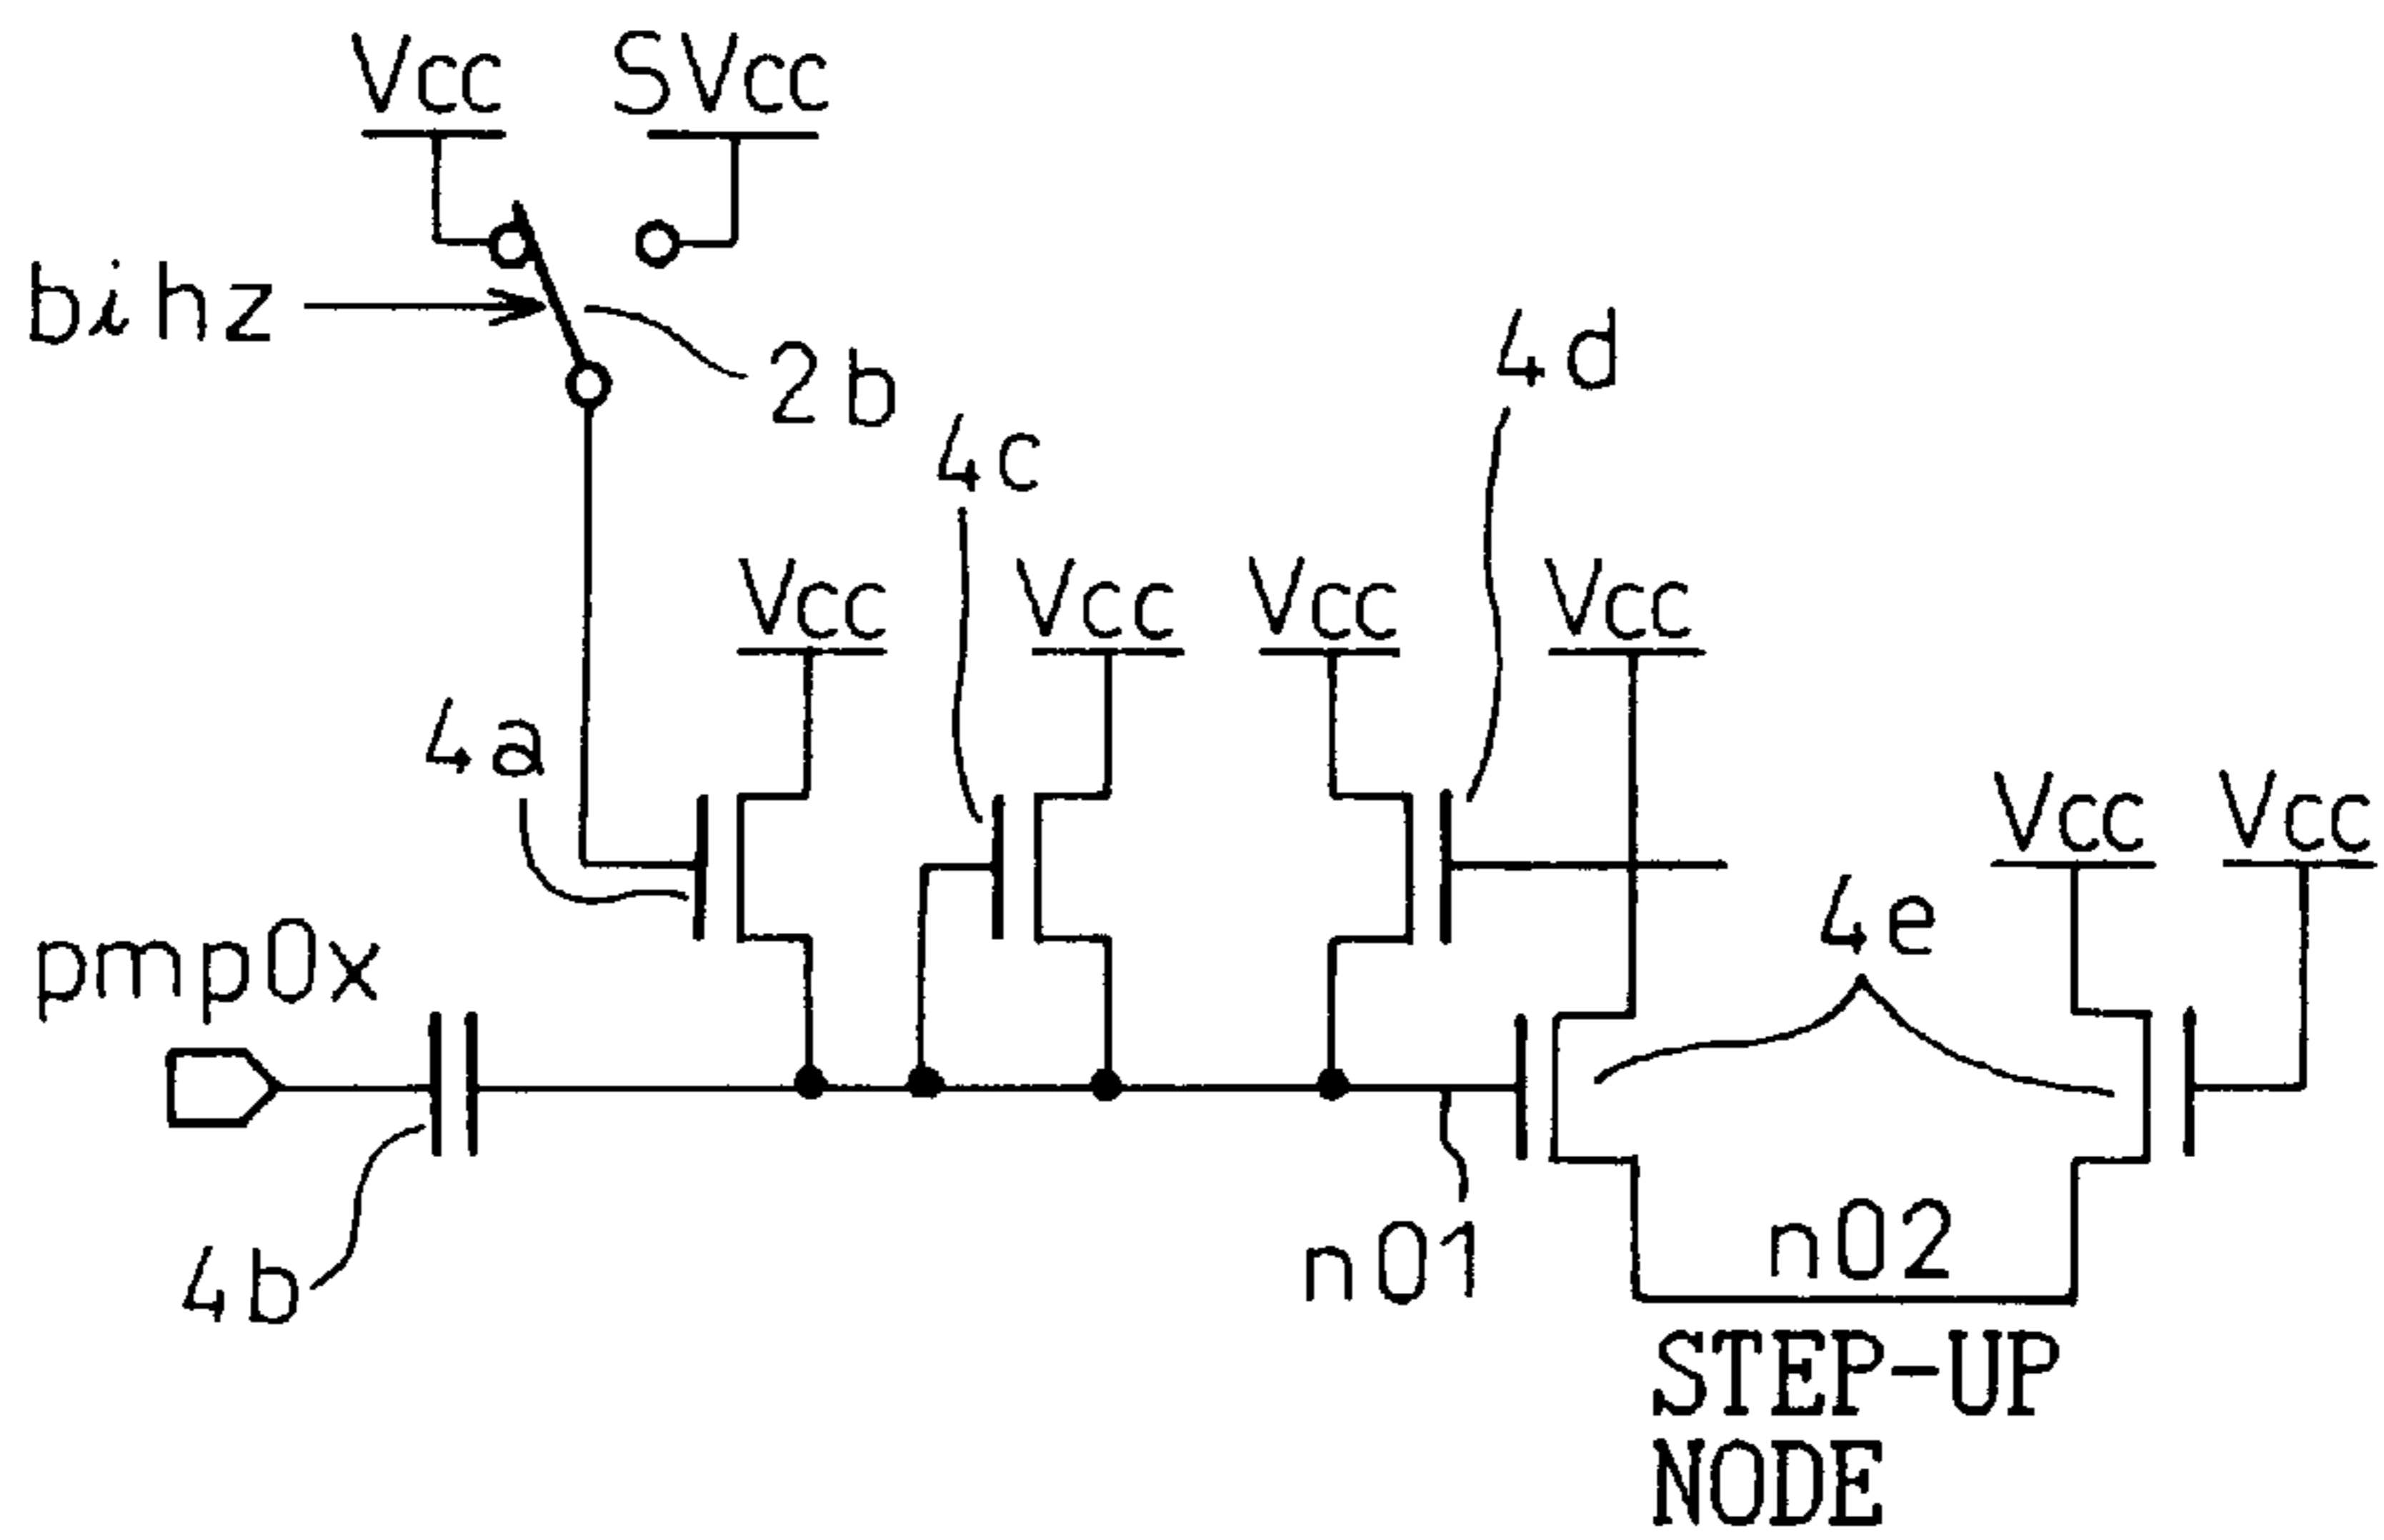 Vcc SVcc
bihz
2b
4d
4c
Vcc Vcc Vcc Vcc
4a
Vcc Vcc
4e
pmp0x
4b
n01
n02
STEP-UP
NODE